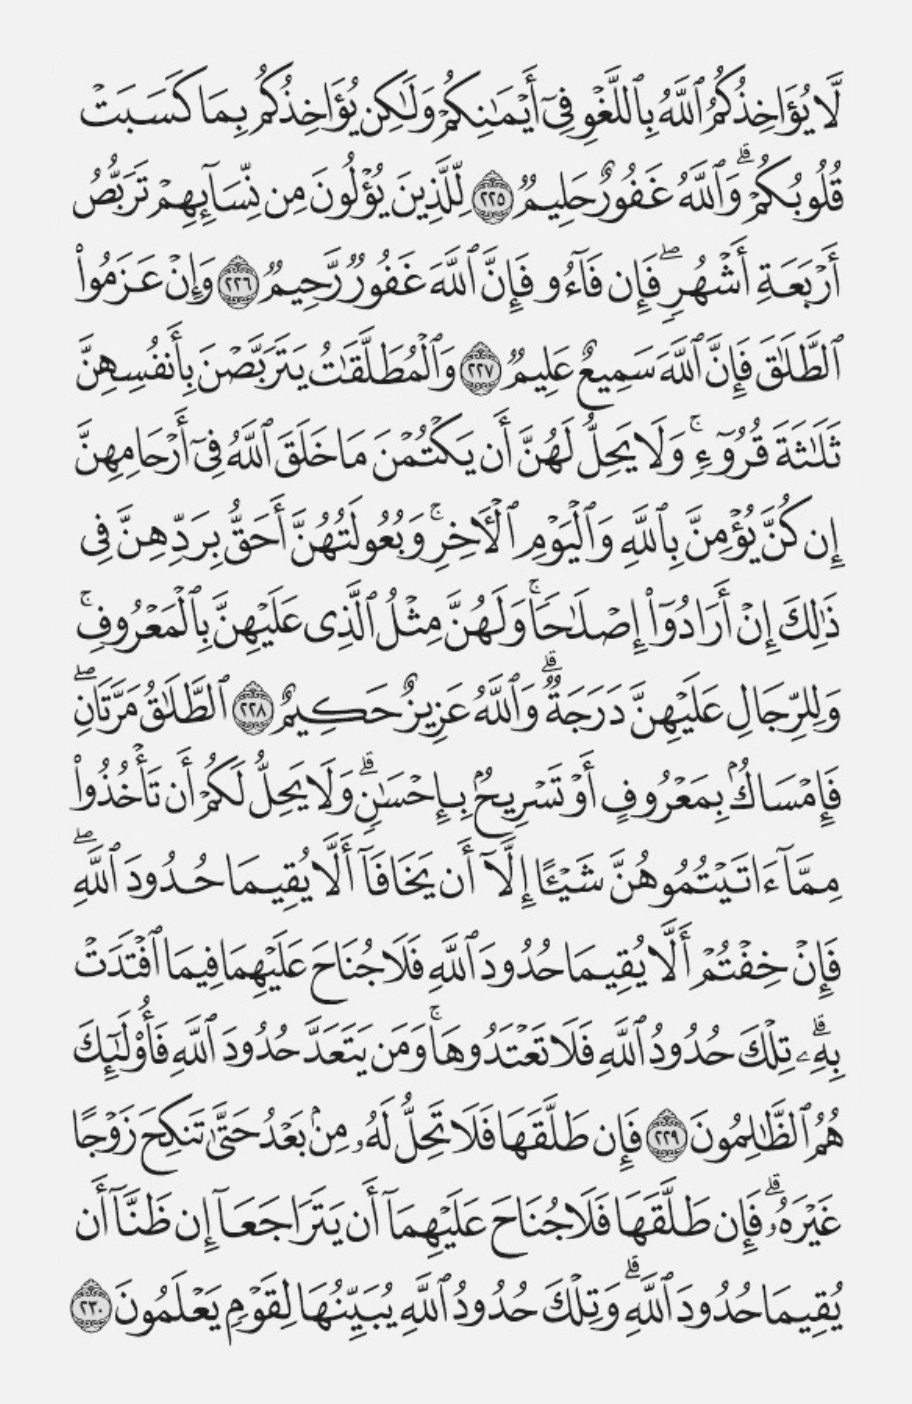 لَّا يُؤَاخِذُكُمُ ٱللَّهُ بِٱللَّغْوِ فِىٓ أَيْمَـٰنِكُمْ وَلَـٰكِن يُؤَاخِذُكُم بِمَا كَسَبَتْ
قُلُوبُكُمْ ۗ وَٱللَّهُ غَفُورٌ حَلِيمٌ ٢٢٥ لِّلَّذِينَ يُؤْلُونَ مِن نِّسَآئِهِمْ تَرَبُّصُ
أَرْبَعَةِ أَشْهُرٍ ۖ فَإِن فَآءُو فَإِنَّ ٱللَّهَ غَفُورٌ رَّحِيمٌ ٢٢٦ وَإِنْ عَزَمُوا۟
ٱلطَّلَـٰقَ فَإِنَّ ٱللَّهَ سَمِيعٌ عَلِيمٌ ٢٢٧ وَٱلْمُطَلَّقَـٰتُ يَتَرَبَّصْنَ بِأَنفُسِهِنَّ
ثَلَـٰثَةَ قُرُوٓءٍ ۚ وَلَا يَحِلُّ لَهُنَّ أَن يَكْتُمْنَ مَا خَلَقَ ٱللَّهُ فِىٓ أَرْحَامِهِنَّ
إِن كُنَّ يُؤْمِنَّ بِٱللَّهِ وَٱلْيَوْمِ ٱلْـَٔاخِرِ ۚ وَبُعُولَتُهُنَّ أَحَقُّ بِرَدِّهِنَّ فِى
ذَٰلِكَ إِنْ أَرَادُوٓا۟ إِصْلَـٰحًا ۚ وَلَهُنَّ مِثْلُ ٱلَّذِى عَلَيْهِنَّ بِٱلْمَعْرُوفِ ۚ
وَلِلرِّجَالِ عَلَيْهِنَّ دَرَجَةٌ ۗ وَٱللَّهُ عَزِيزٌ حَكِيمٌ ٢٢٨ ٱلطَّلَـٰقُ مَرَّتَانِ ۖ
فَإِمْسَاكٌۢ بِمَعْرُوفٍ أَوْ تَسْرِيحٌۢ بِإِحْسَـٰنٍ ۗ وَلَا يَحِلُّ لَكُمْ أَن تَأْخُذُوا۟
مِمَّآ ءَاتَيْتُمُوهُنَّ شَيْـًٔا إِلَّآ أَن يَخَافَآ أَلَّا يُقِيمَا حُدُودَ ٱللَّهِ ۖ
فَإِنْ خِفْتُمْ أَلَّا يُقِيمَا حُدُودَ ٱللَّهِ فَلَا جُنَاحَ عَلَيْهِمَا فِيمَا ٱفْتَدَتْ
بِهِۦ ۗ تِلْكَ حُدُودُ ٱللَّهِ فَلَا تَعْتَدُوهَا ۚ وَمَن يَتَعَدَّ حُدُودَ ٱللَّهِ فَأُو۟لَـٰٓئِكَ
هُمُ ٱلظَّـٰلِمُونَ ٢٢٩ فَإِن طَلَّقَهَا فَلَا تَحِلُّ لَهُۥ مِنۢ بَعْدُ حَتَّىٰ تَنكِحَ زَوْجًا
غَيْرَهُۥ ۗ فَإِن طَلَّقَهَا فَلَا جُنَاحَ عَلَيْهِمَآ أَن يَتَرَاجَعَآ إِن ظَنَّآ أَن
يُقِيمَا حُدُودَ ٱللَّهِ ۗ وَتِلْكَ حُدُودُ ٱللَّهِ يُبَيِّنُهَا لِقَوْمٍ يَعْلَمُونَ ٢٣٠